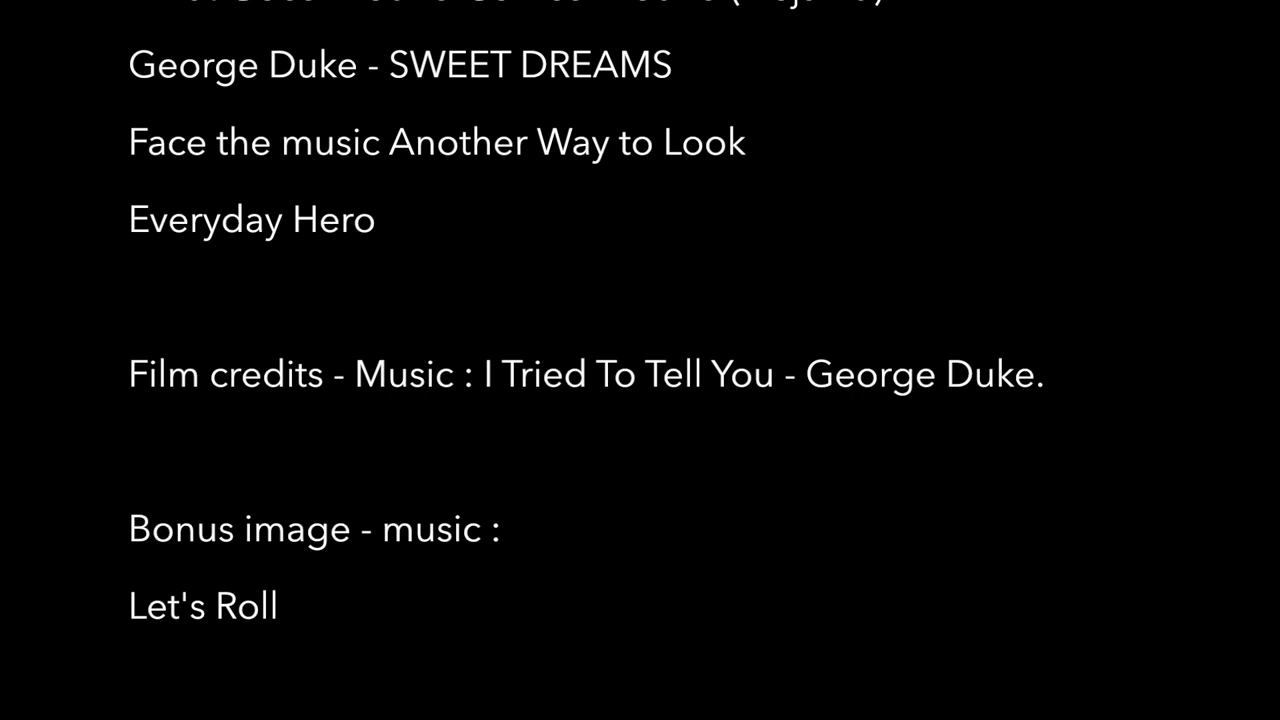 George Duke - SWEET DREAMS
Face the music Another Way to Look
Everyday Hero
Film credits - Music : I Tried To Tell You - George Duke.
Bonus image - music :
Let's Roll